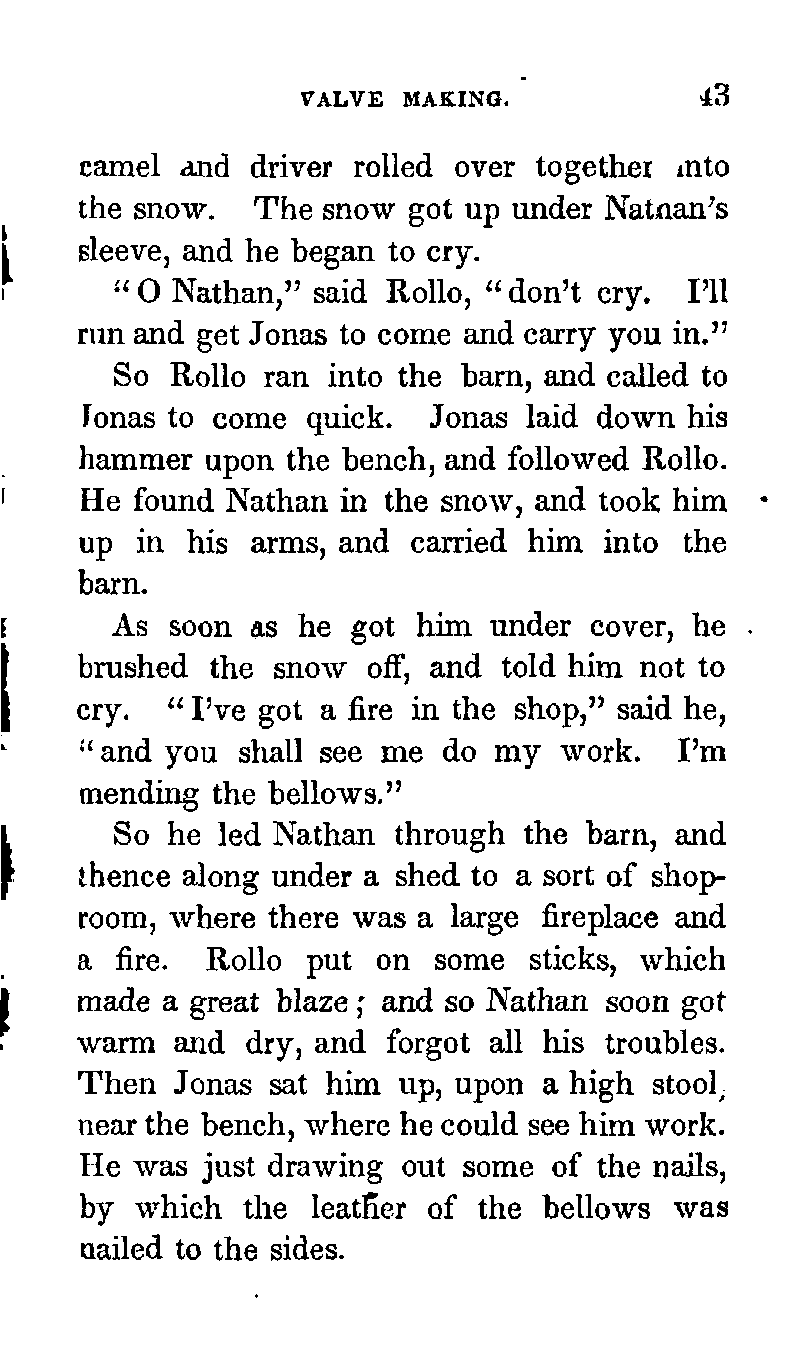 VALVE MAKING. 43
camel and driver rolled over together into
the snow. The snow got up under Nathan's
sleeve, and he began to cry.
"O Nathan," said Rollo, "don't cry. I'll
run and get Jonas to come and carry you in."
So Rollo ran into the barn, and called to
Jonas to come quick. Jonas laid down his
hammer upon the bench, and followed Rollo.
He found Nathan in the snow, and took him
up in his arms, and carried him into the
barn.
As soon as he got him under cover, he
brushed the snow off, and told him not to
cry. "I've got a fire in the shop," said he,
"and you shall see me do my work. I'm
mending the bellows."
So he led Nathan through the barn, and
thence along under a shed to a sort of shop-
room, where there was a large fireplace and
a fire. Rollo put on some sticks, which
made a great blaze; and so Nathan soon got
warm and dry, and forgot all his troubles.
Then Jonas sat him up, upon a high stool,
near the bench, where he could see him work.
He was just drawing out some of the nails,
by which the leather of the bellows was
nailed to the sides.